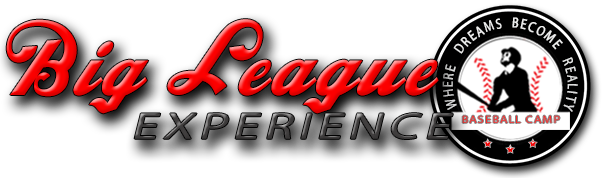 Big League
EXPERIENCE
WHERE DREAMS BECOME REALITY
BASEBALL CAMP